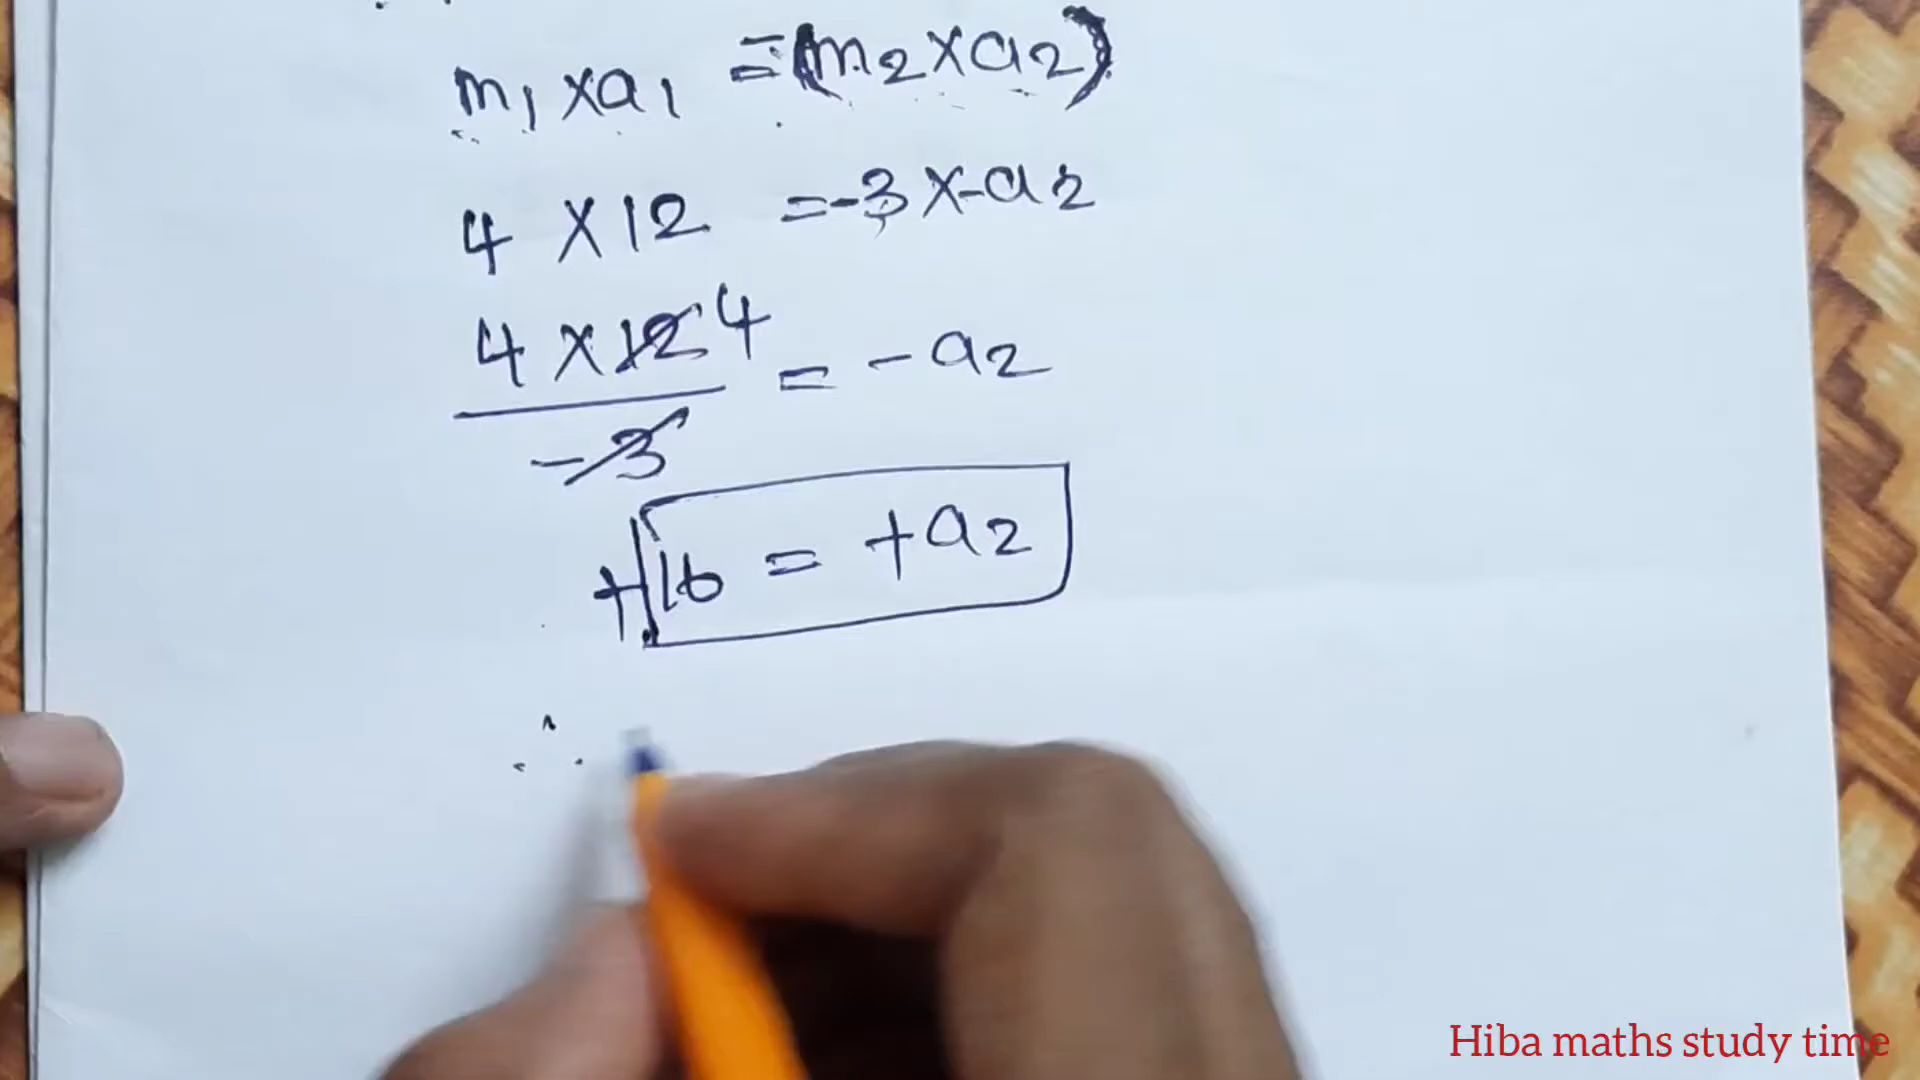 m1 x a1 = (m2 x a2)
4 x 12 = -3 x -a2
4 x 12 4
-3
= -a2
+16 = +a2
∴
Hiba maths study time